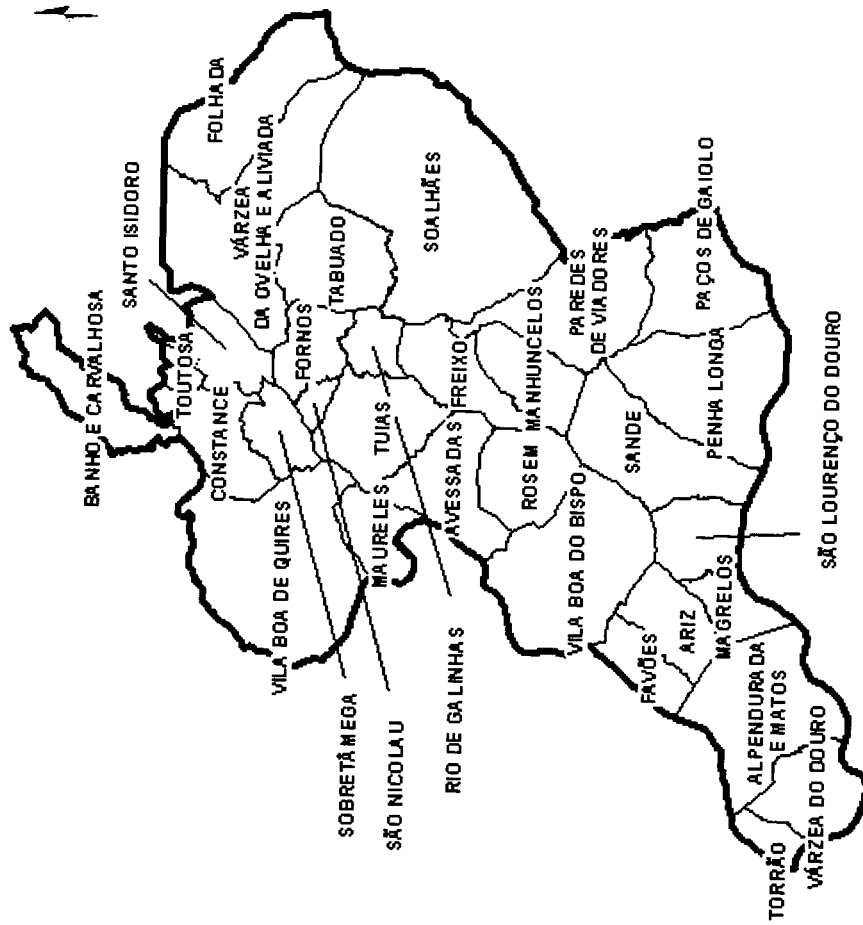 BANHO E CARVALHOSA
SANTO ISIDORO
FOLHADA
TOUTOSA
VÁRZEA
DA OVELHA E ALIVIADA
CONSTANCE
FORNOS
TABUADO
SOALHÃES
VILA BOA DE QUIRES
MAURELES
TUIAS
SOBRETÂMEGA
SÃO NICOLAU
RIO DE GALINHAS
AVESSADAS
FREIXO
ROSEM
MANHUNCELOS
PAREDES
DE VIADORES
VILA BOA DO BISPO
SANDE
PENHA LONGA
PAÇOS DE GAIOLO
FAVÕES
ARIZ
MAGRELOS
SÃO LOURENÇO DO DOURO
ALPENDURADA
E MATOS
TORRÃO
VÁRZEA DO DOURO